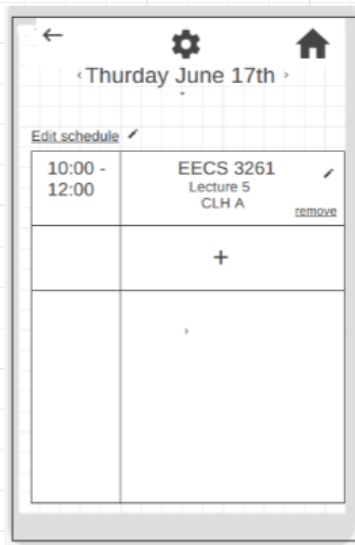 ‹ Thurday June 17th ›
Edit schedule
10:00 -
12:00
EECS 3261
Lecture 5
CLH A
remove
+
›